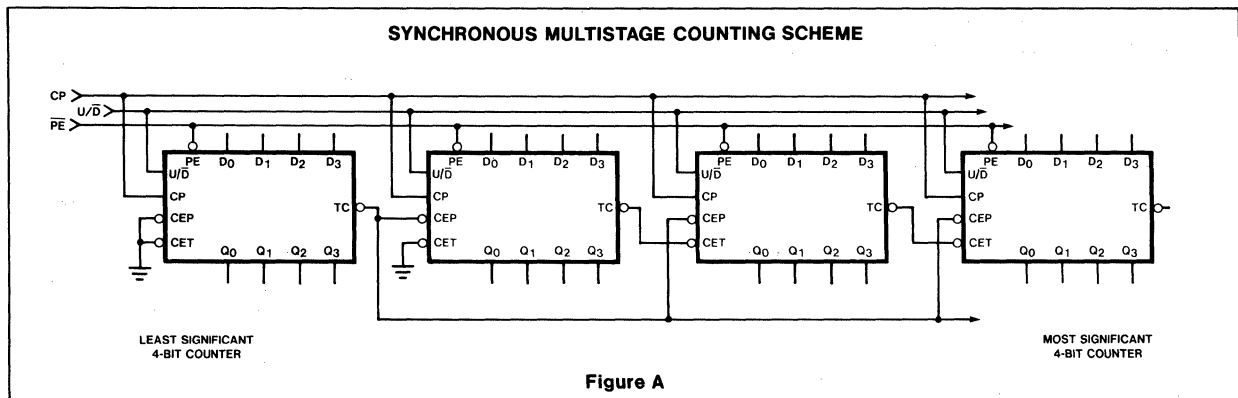 SYNCHRONOUS MULTISTAGE COUNTING SCHEME
CP
U/D̅
P̅E̅
PE D0 D1 D2 D3
U/D̅
CP
CEP
CET
TC
Q0 Q1 Q2 Q3
PE D0 D1 D2 D3
U/D̅
CP
CEP
CET
TC
Q0 Q1 Q2 Q3
PE D0 D1 D2 D3
U/D̅
CP
CEP
CET
TC
Q0 Q1 Q2 Q3
PE D0 D1 D2 D3
U/D̅
CP
CEP
CET
TC
Q0 Q1 Q2 Q3
LEAST SIGNIFICANT
4-BIT COUNTER
MOST SIGNIFICANT
4-BIT COUNTER
Figure A